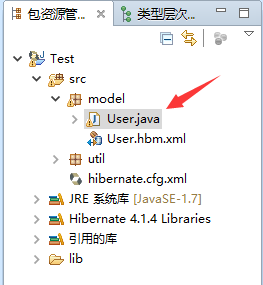 包资源管 类型层次
Test
src
model
User.java
User.hbm.xml
util
hibernate.cfg.xml
JRE 系统库 [JavaSE-1.7]
Hibernate 4.1.4 Libraries
引用的库
lib